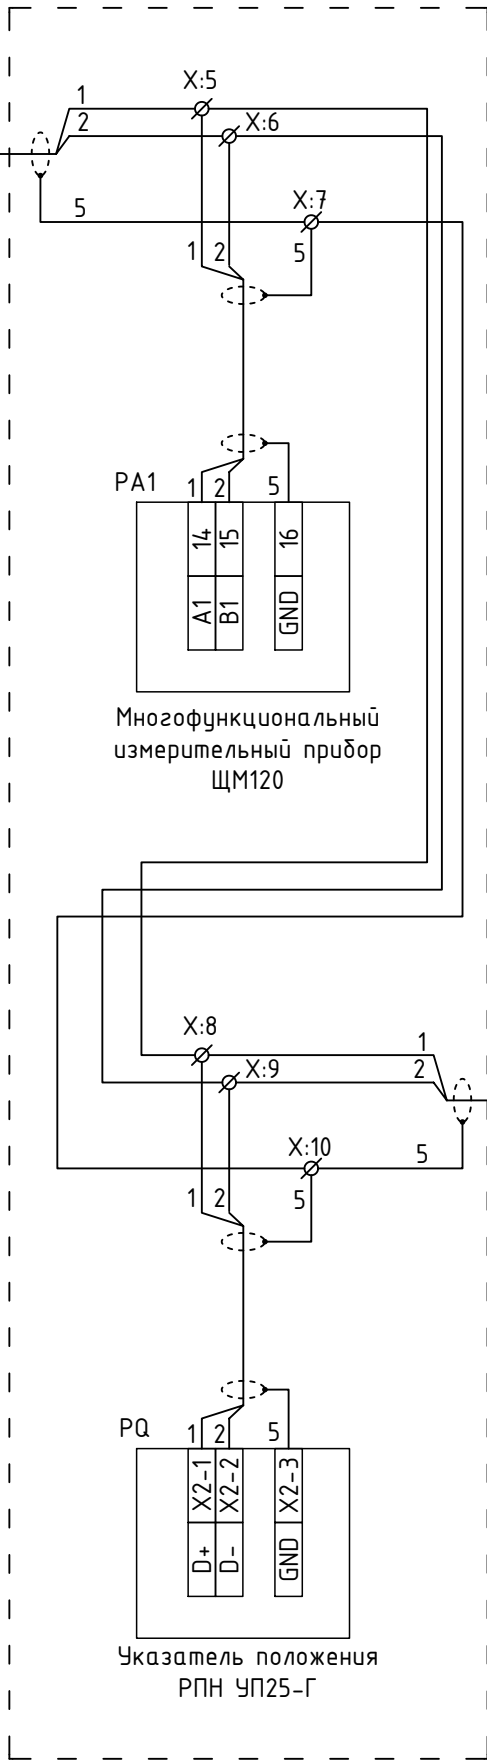 X:5
1
2
X:6
5
X:7
1
2
5
PA1
1
2
5
14
15
16
A1
B1
GND
Многофункциональный
измерительный прибор
ЩМ120
X:8
1
X:9
2
X:10
5
1
2
5
PQ
1
2
5
X2-1
X2-2
X2-3
D+
D-
GND
Указатель положения
РПН УП25-Г